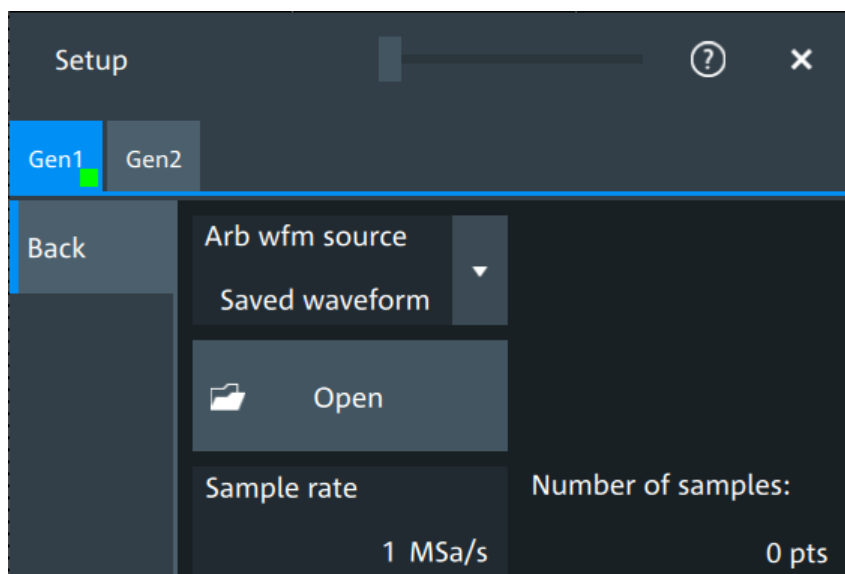 Setup
Gen1 Gen2
Back
Arb wfm source
Saved waveform
Open
Sample rate
1 MSa/s
Number of samples:
0 pts